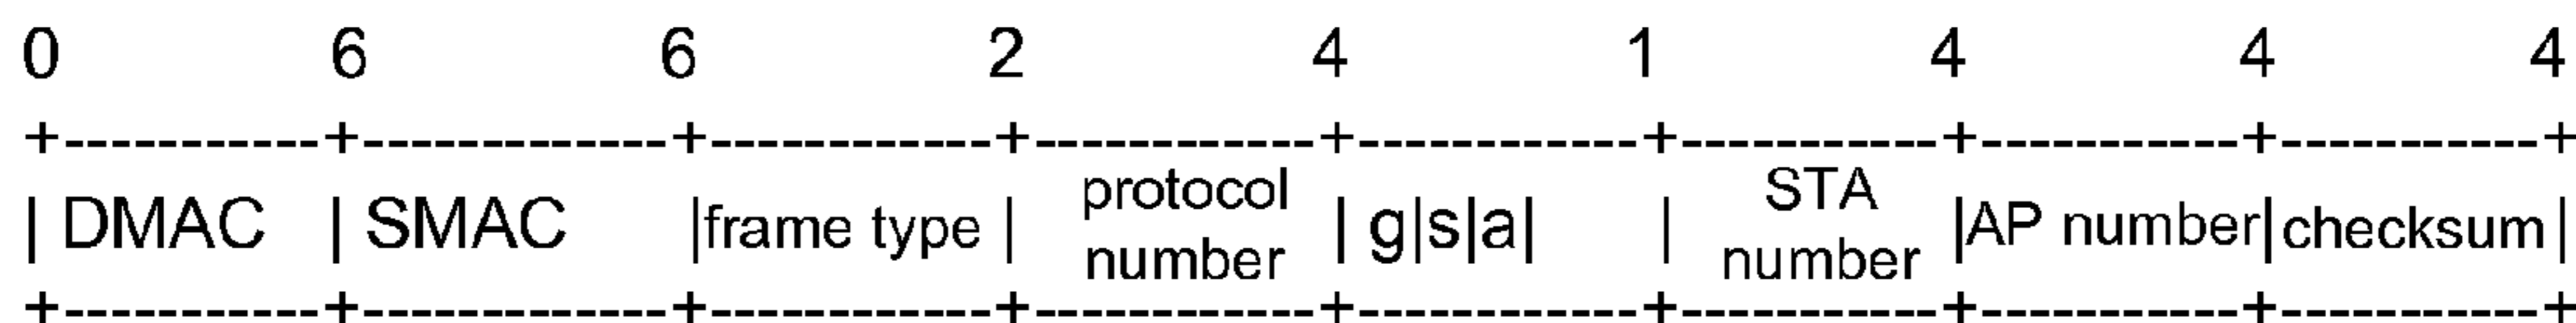 0 6 6 2 4 1 4 4 4
+-----------+------------+-----------+-----------+-----------+----------+----------+----------+
protocol STA
| DMAC | SMAC |frame type | | g|s|a| | |AP number|checksum|
number number
+-----------+------------+-----------+-----------+-----------+----------+----------+----------+